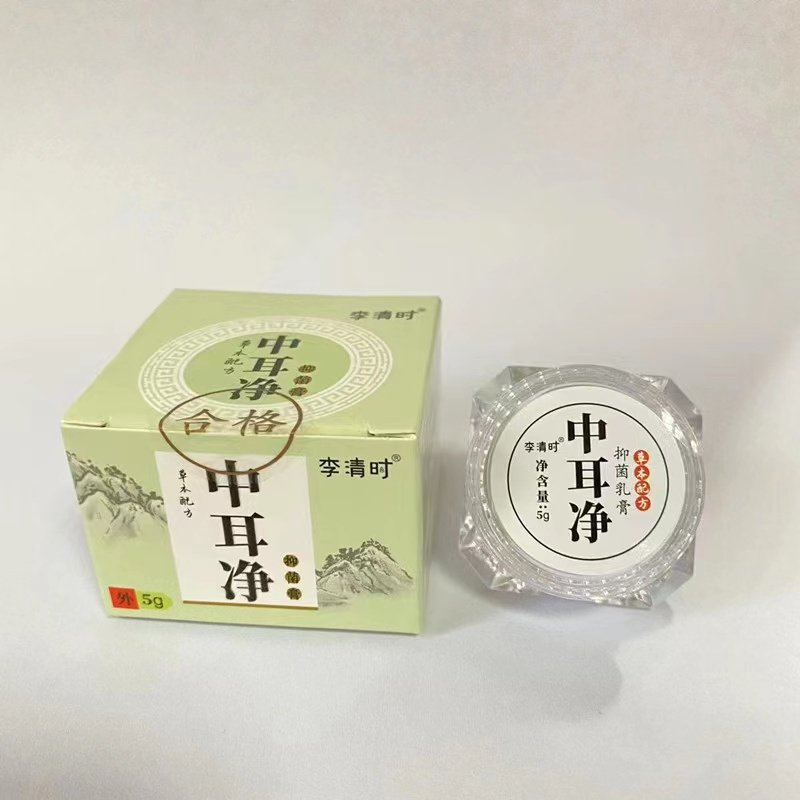 李清时®
中耳净
草本配方
抑菌膏
合格
李清时®
中耳净
草本配方
抑菌膏
外 5g
李清时®
净含量：5g
中耳净
抑菌乳膏
草本配方